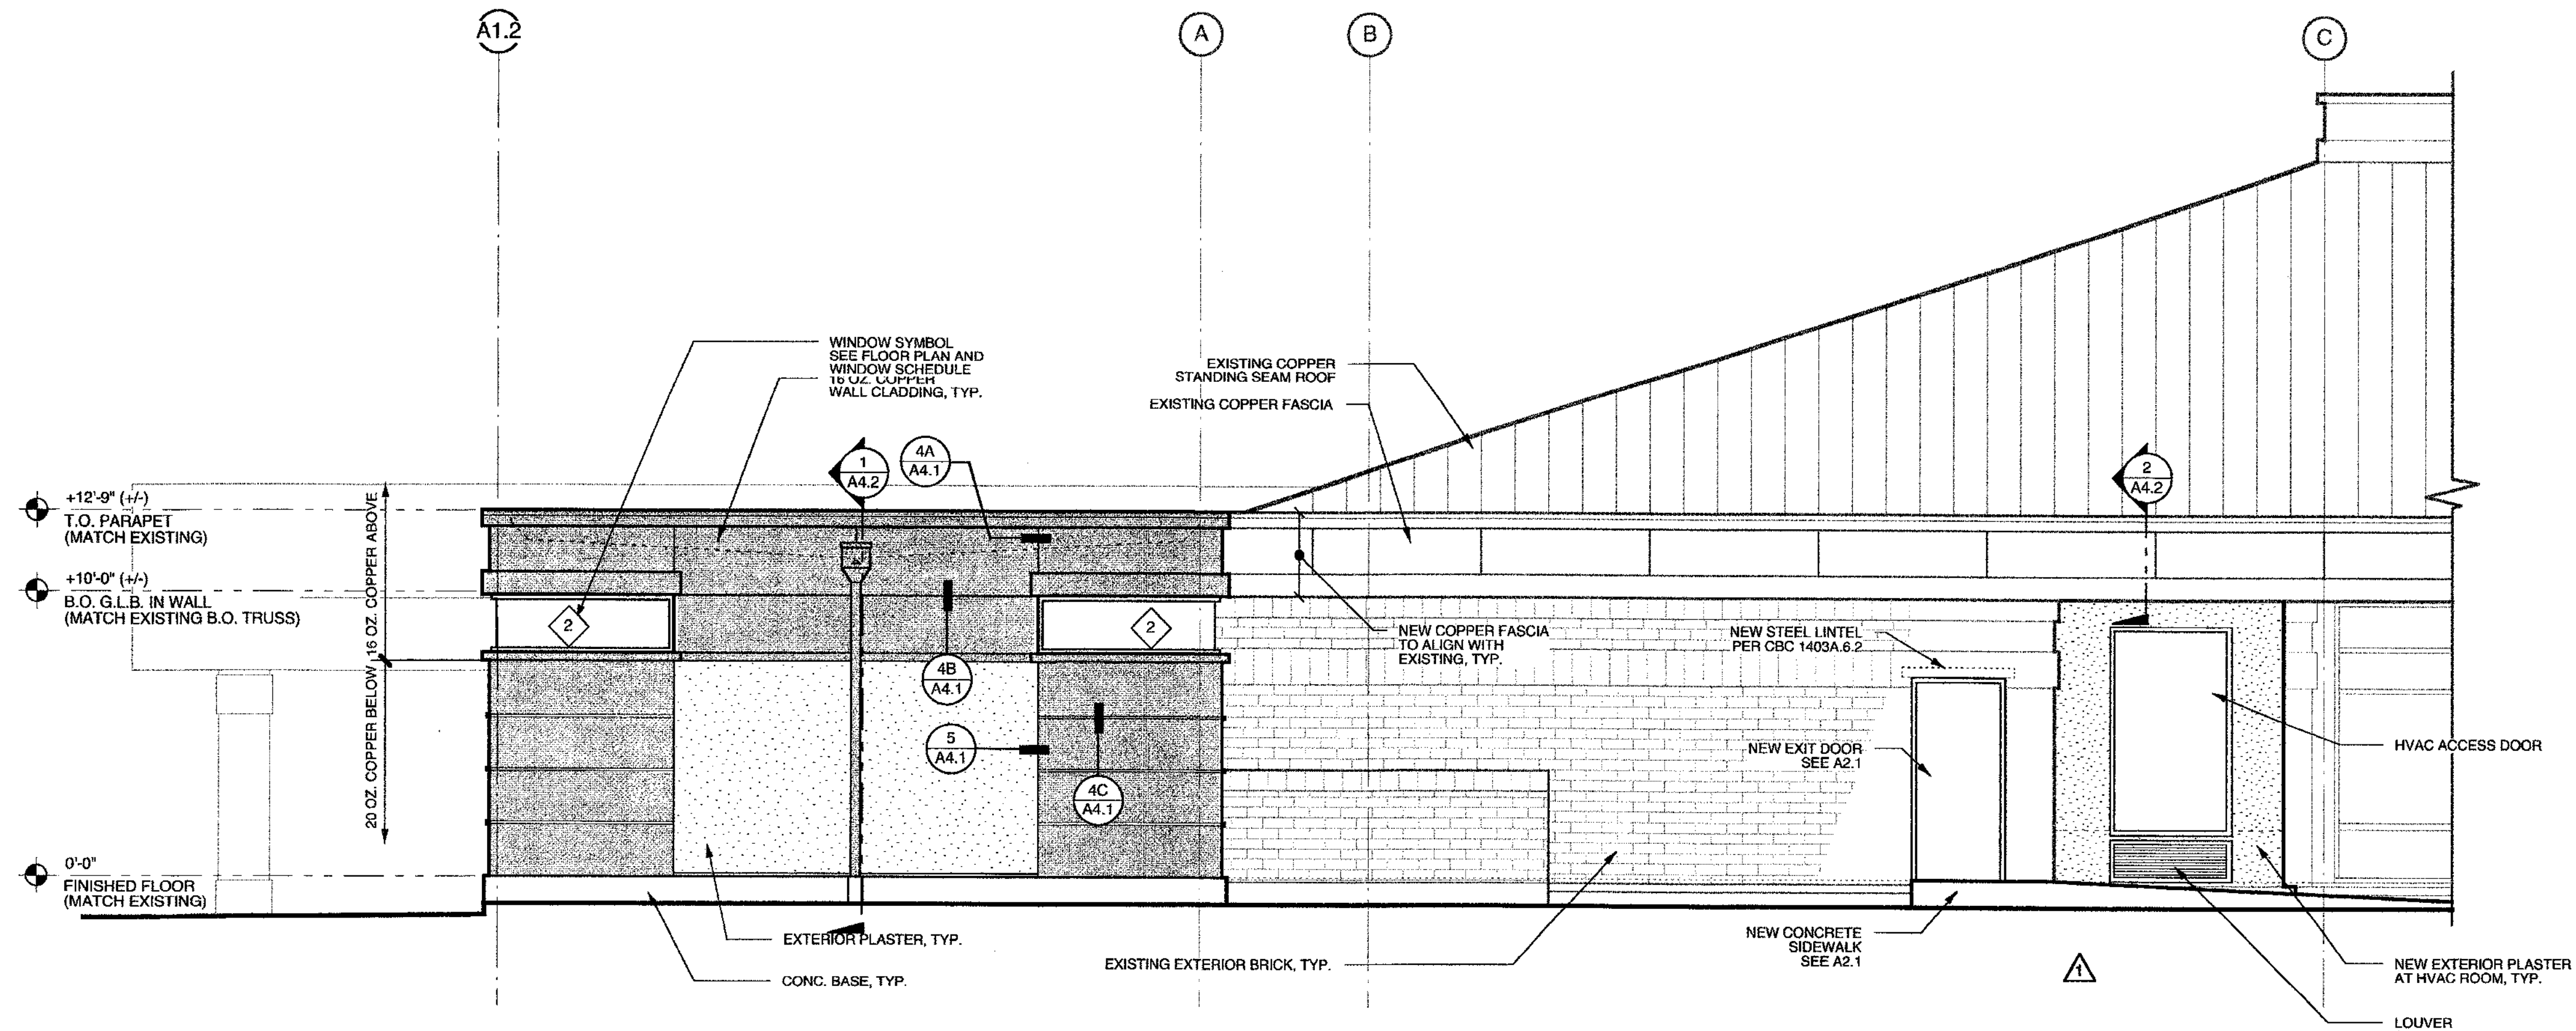 A1.2
A
B
C
WINDOW SYMBOL
SEE FLOOR PLAN AND
WINDOW SCHEDULE
16 OZ. COPPER
WALL CLADDING, TYP.
EXISTING COPPER
STANDING SEAM ROOF
EXISTING COPPER FASCIA
1
A4.2
4A
A4.1
2
A4.2
+12'-9" (+/-)
T.O. PARAPET
(MATCH EXISTING)
+10'-0" (+/-)
B.O. G.L.B. IN WALL
(MATCH EXISTING B.O. TRUSS)
20 OZ. COPPER BELOW
16 OZ. COPPER ABOVE
2
2
4B
A4.1
5
A4.1
4C
A4.1
NEW COPPER FASCIA
TO ALIGN WITH
EXISTING, TYP.
NEW STEEL LINTEL
PER CBC 1403A.6.2
NEW EXIT DOOR
SEE A2.1
HVAC ACCESS DOOR
0'-0"
FINISHED FLOOR
(MATCH EXISTING)
EXTERIOR PLASTER, TYP.
CONC. BASE, TYP.
EXISTING EXTERIOR BRICK, TYP.
NEW CONCRETE
SIDEWALK
SEE A2.1
1
NEW EXTERIOR PLASTER
AT HVAC ROOM, TYP.
LOUVER